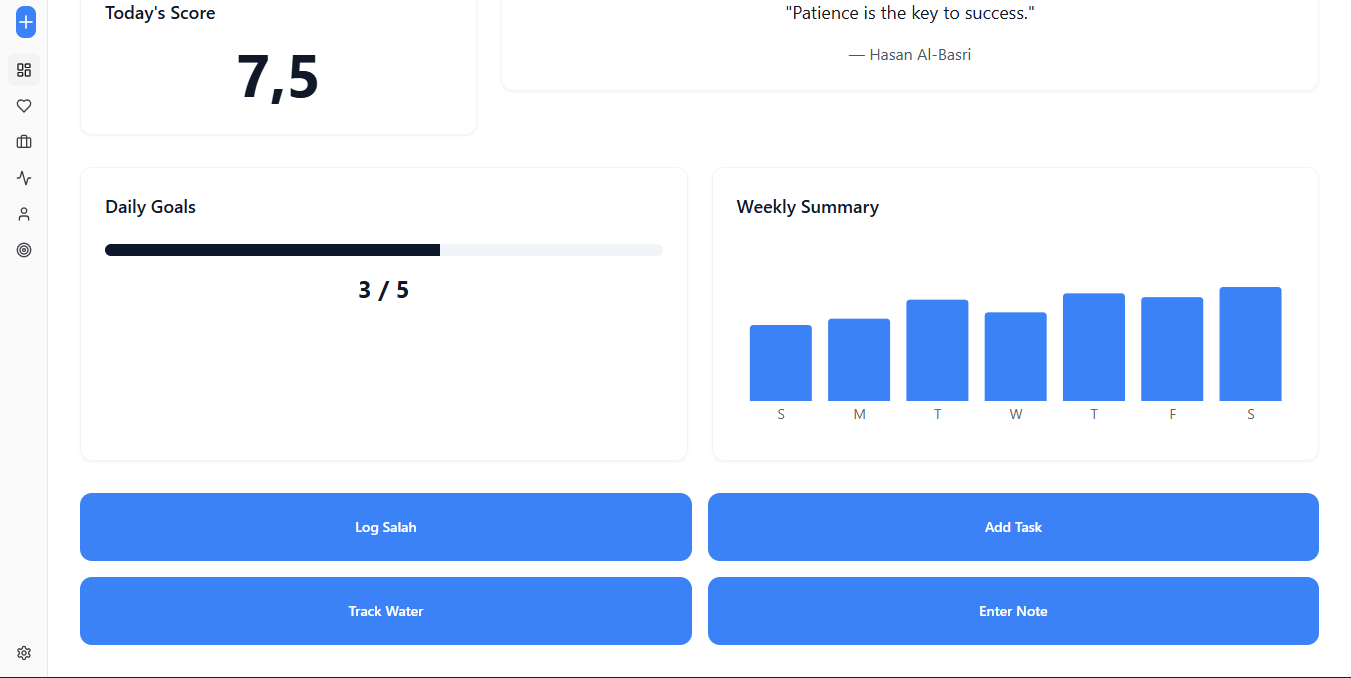 Today's Score
7,5
"Patience is the key to success."
— Hasan Al-Basri
Daily Goals
3 / 5
Weekly Summary
S M T W T F S
Log Salah
Add Task
Track Water
Enter Note